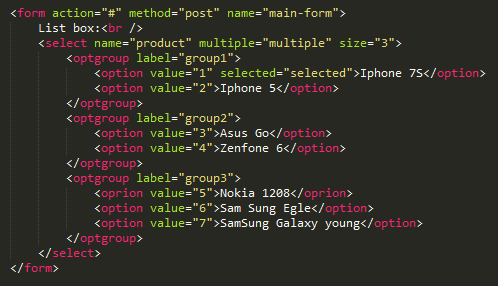 <form action="#" method="post" name="main-form">
List box:<br />
<select name="product" multiple="multiple" size="3">
<optgroup label="group1">
<option value="1" selected="selected">Iphone 7S</option>
<option value="2">Iphone 5</option>
</optgroup>
<optgroup label="group2">
<option value="3">Asus Go</option>
<option value="4">Zenfone 6</option>
</optgroup>
<optgroup label="group3">
<oprion value="5">Nokia 1208</oprion>
<option value="6">Sam Sung Egle</option>
<option value="7">SamSung Galaxy young</option>
</optgroup>
</select>
</form>